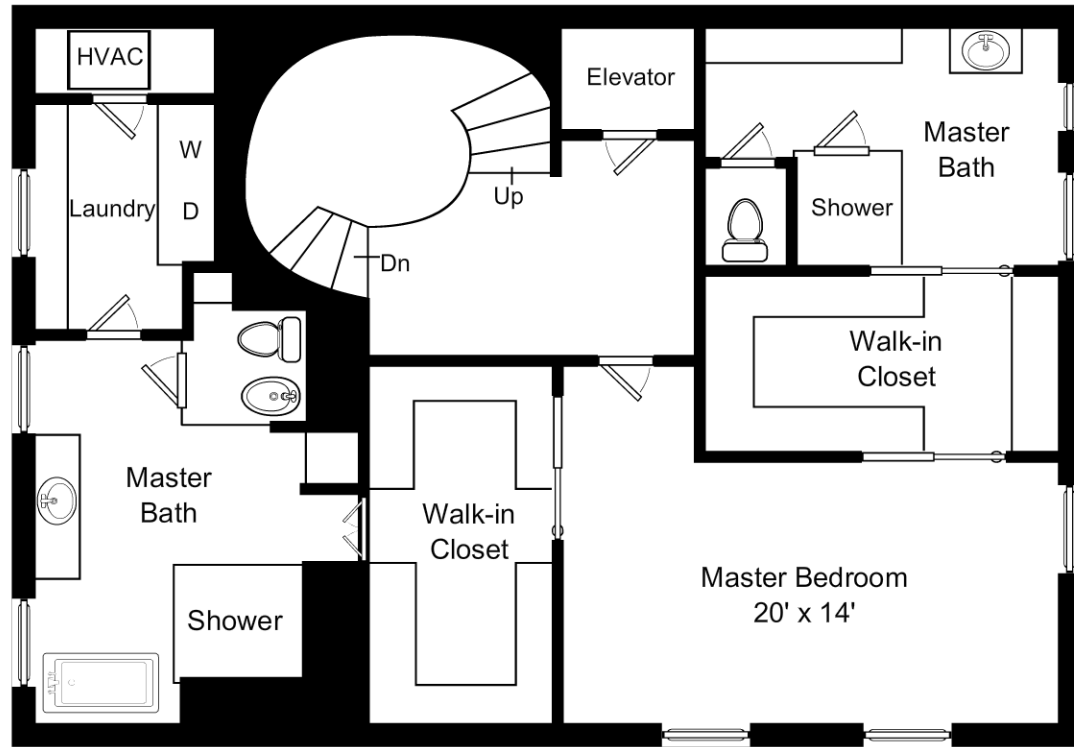 HVAC
Elevator
Master
Bath
W
D
Laundry
Up
Shower
Dn
Walk-in
Closet
Master
Bath
Walk-in
Closet
Master Bedroom
20' x 14'
Shower